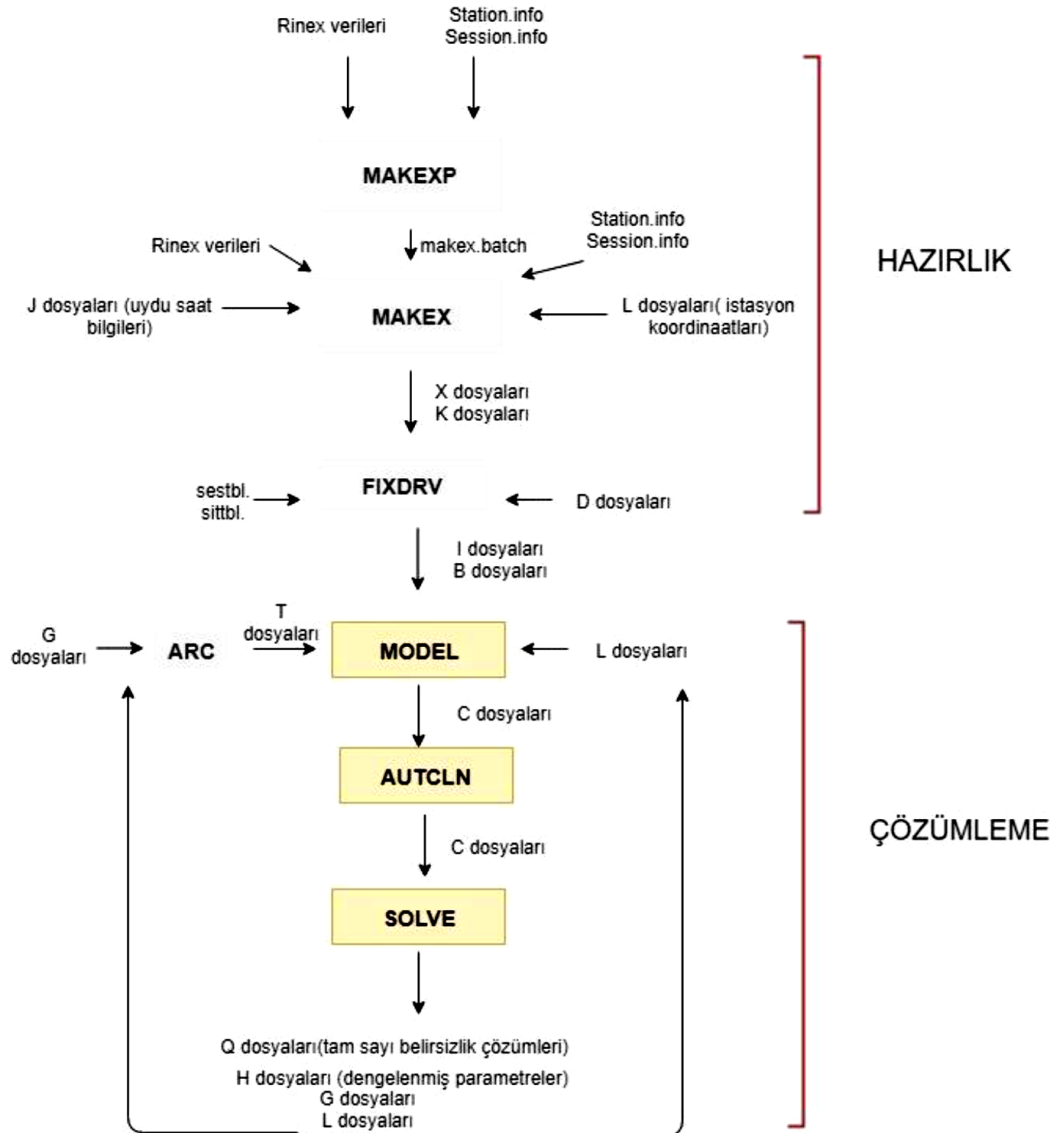 Rinex verileri
Station.info
Session.info
MAKEXP
makex.batch
Rinex verileri
Station.info
Session.info
J dosyaları (uydu saat
bilgileri)
MAKEX
L dosyaları( istasyon
koordinaatları)
HAZIRLIK
X dosyaları
K dosyaları
sestbl.
sittbl.
FIXDRV
D dosyaları
I dosyaları
B dosyaları
G
dosyaları
ARC
T
dosyaları
MODEL
L dosyaları
C dosyaları
AUTCLN
C dosyaları
ÇÖZÜMLEME
SOLVE
Q dosyaları(tam sayı belirsizlik çözümleri)
H dosyaları (dengelenmiş parametreler)
G dosyaları
L dosyaları